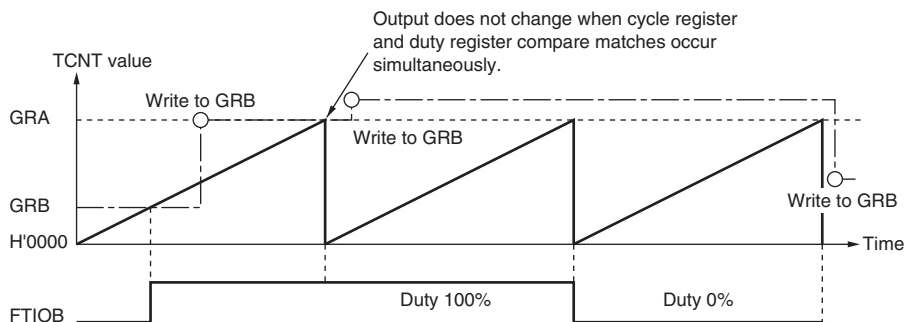 Output does not change when cycle register
and duty register compare matches occur
simultaneously.
TCNT value
Write to GRB
GRA
Write to GRB
GRB
Write to GRB
H'0000
Time
Duty 100%
Duty 0%
FTIOB